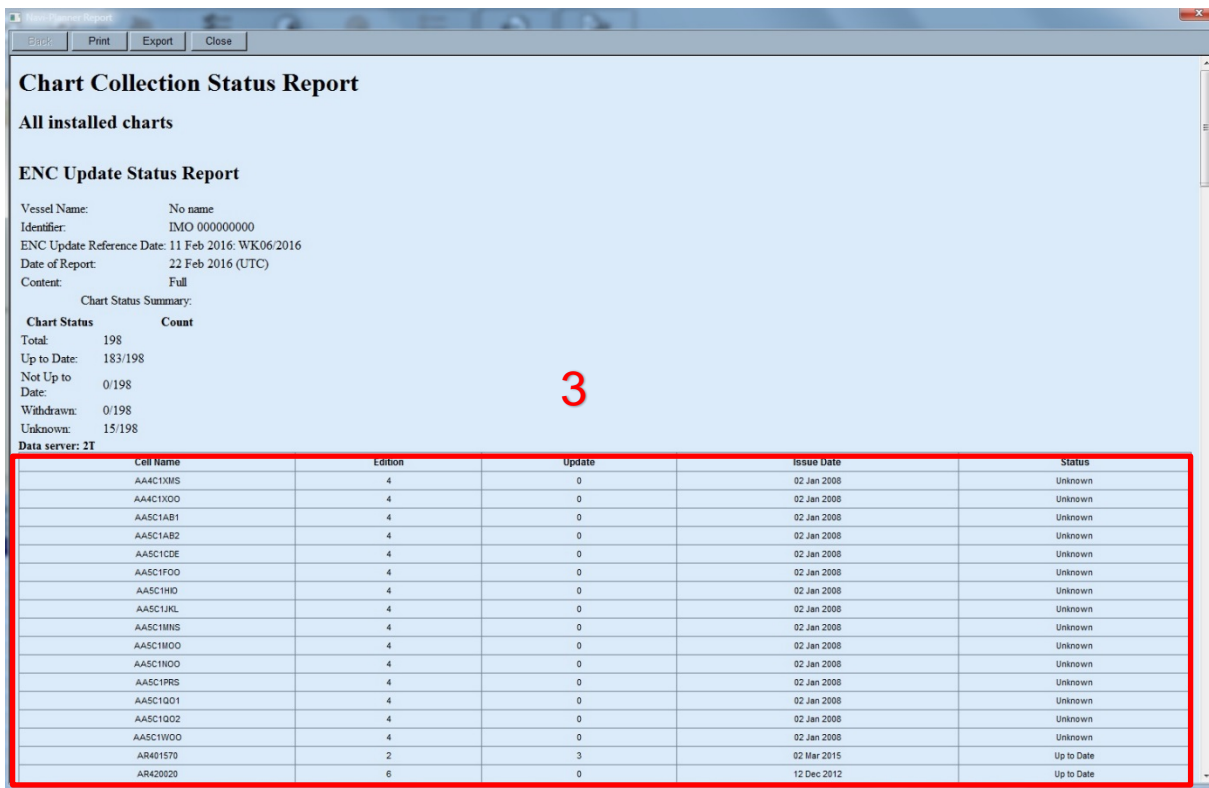 Navi-Planner Report
Back Print Export Close
Chart Collection Status Report
All installed charts
ENC Update Status Report
Vessel Name: No name
Identifier: IMO 000000000
ENC Update Reference Date: 11 Feb 2016: WK06/2016
Date of Report: 22 Feb 2016 (UTC)
Content: Full
Chart Status Summary:
Chart Status Count
Total: 198
Up to Date: 183/198
Not Up to
Date: 0/198
Withdrawn: 0/198
Unknown: 15/198
3
Data server: 2T
Cell Name Edition Update Issue Date Status
AA4C1XMS 4 0 02 Jan 2008 Unknown
AA4C1XOO 4 0 02 Jan 2008 Unknown
AA5C1AB1 4 0 02 Jan 2008 Unknown
AA5C1AB2 4 0 02 Jan 2008 Unknown
AA5C1CDE 4 0 02 Jan 2008 Unknown
AA5C1FOO 4 0 02 Jan 2008 Unknown
AA5C1HIO 4 0 02 Jan 2008 Unknown
AA5C1JKL 4 0 02 Jan 2008 Unknown
AA5C1MNS 4 0 02 Jan 2008 Unknown
AA5C1MOO 4 0 02 Jan 2008 Unknown
AA5C1NOO 4 0 02 Jan 2008 Unknown
AA5C1PRS 4 0 02 Jan 2008 Unknown
AA5C1QO1 4 0 02 Jan 2008 Unknown
AA5C1QO2 4 0 02 Jan 2008 Unknown
AA5C1WOO 4 0 02 Jan 2008 Unknown
AR401570 2 3 02 Mar 2015 Up to Date
AR420020 6 0 12 Dec 2012 Up to Date